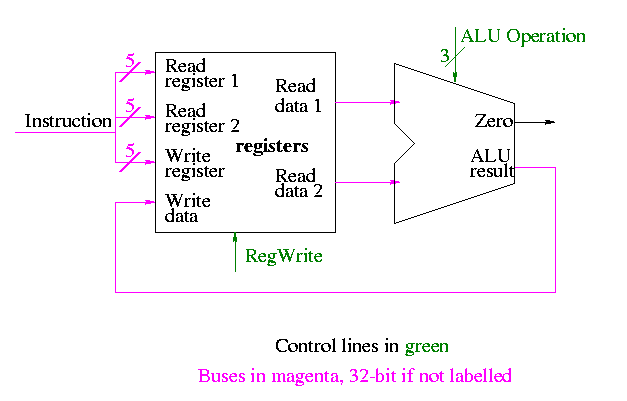 ALU Operation
3
5
Read
register 1
Read
data 1
5
Read
register 2
Instruction
Zero
registers
5
Write
register
ALU
result
Read
data 2
Write
data
RegWrite
Control lines in green
Buses in magenta, 32-bit if not labelled